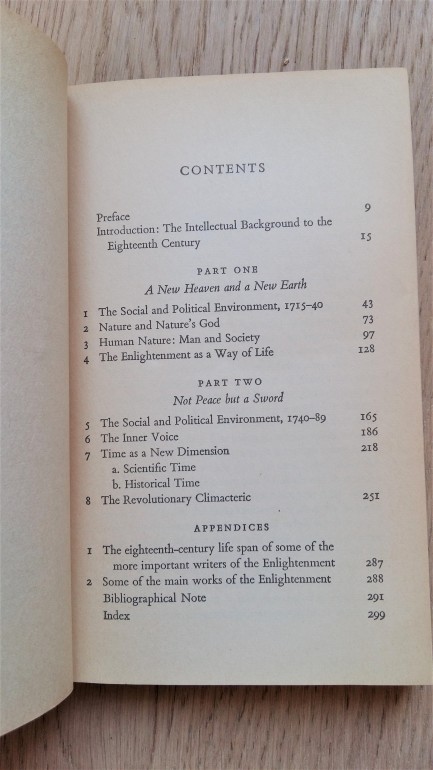 CONTENTS
Preface 9
Introduction: The Intellectual Background to the
Eighteenth Century 15
PART ONE
A New Heaven and a New Earth
1 The Social and Political Environment, 1715–40 43
2 Nature and Nature's God 73
3 Human Nature: Man and Society 97
4 The Enlightenment as a Way of Life 128
PART TWO
Not Peace but a Sword
5 The Social and Political Environment, 1740–89 165
6 The Inner Voice 186
7 Time as a New Dimension 218
a. Scientific Time
b. Historical Time
8 The Revolutionary Climacteric 251
APPENDICES
1 The eighteenth-century life span of some of the
more important writers of the Enlightenment 287
2 Some of the main works of the Enlightenment 288
Bibliographical Note 291
Index 299